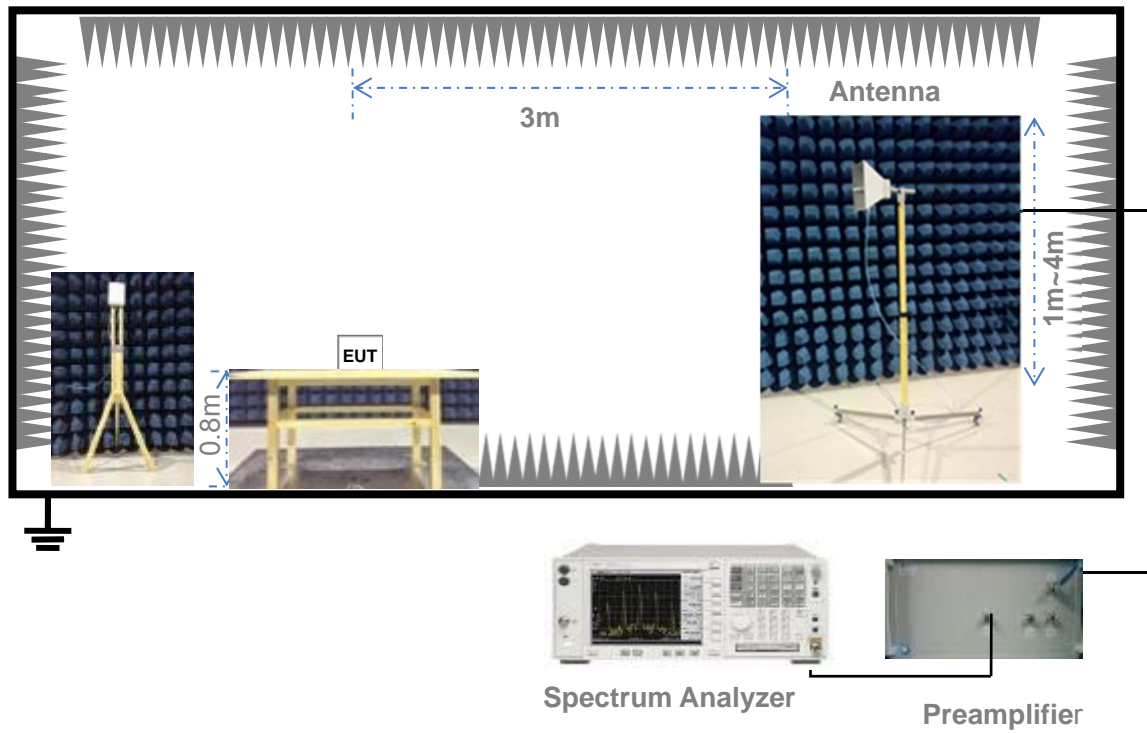 Antenna
3m
1m~4m
EUT
0.8m
Spectrum Analyzer
Preamplifier